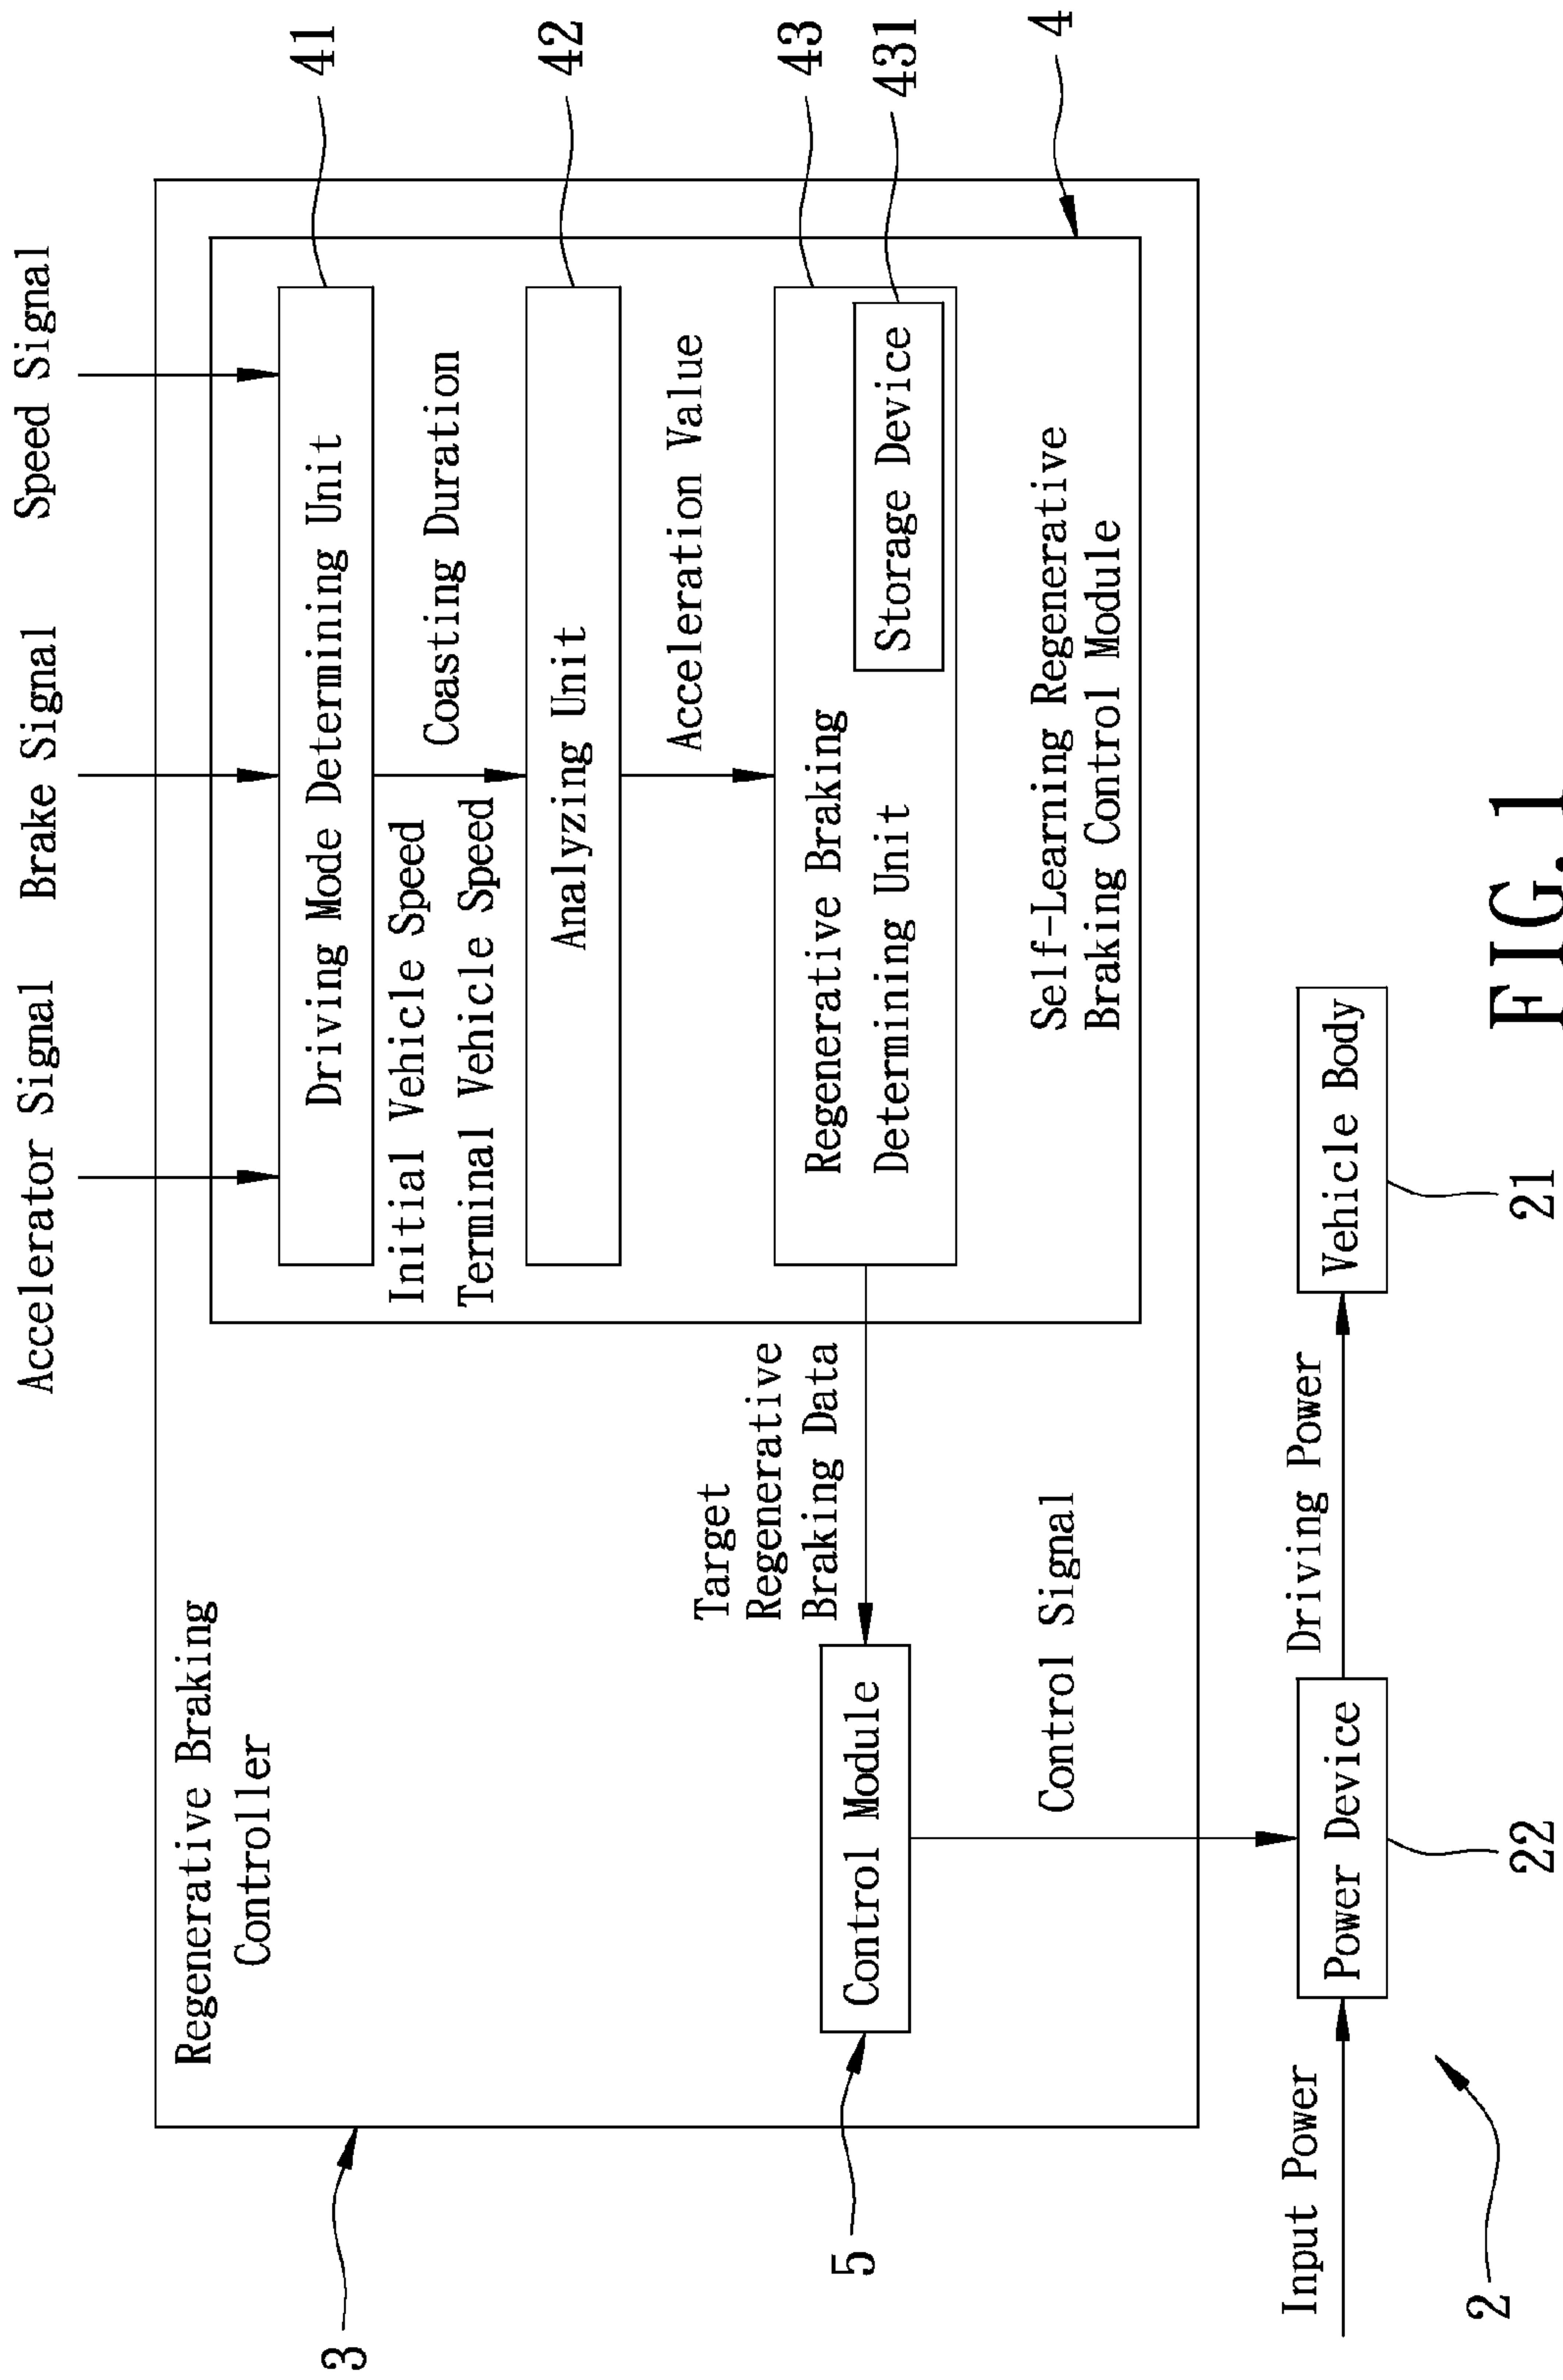 Accelerator Signal
Brake Signal
Speed Signal
Regenerative Braking
Controller
3
Driving Mode Determining Unit
41
Initial Vehicle Speed
Terminal Vehicle Speed
Coasting Duration
Analyzing Unit
42
Acceleration Value
Regenerative Braking
Determining Unit
43
Storage Device
431
Self-Learning Regenerative
Braking Control Module
4
Target
Regenerative
Braking Data
Control Module
5
Control Signal
Input Power
Power Device
22
Driving Power
Vehicle Body
21
2
FIG. 1